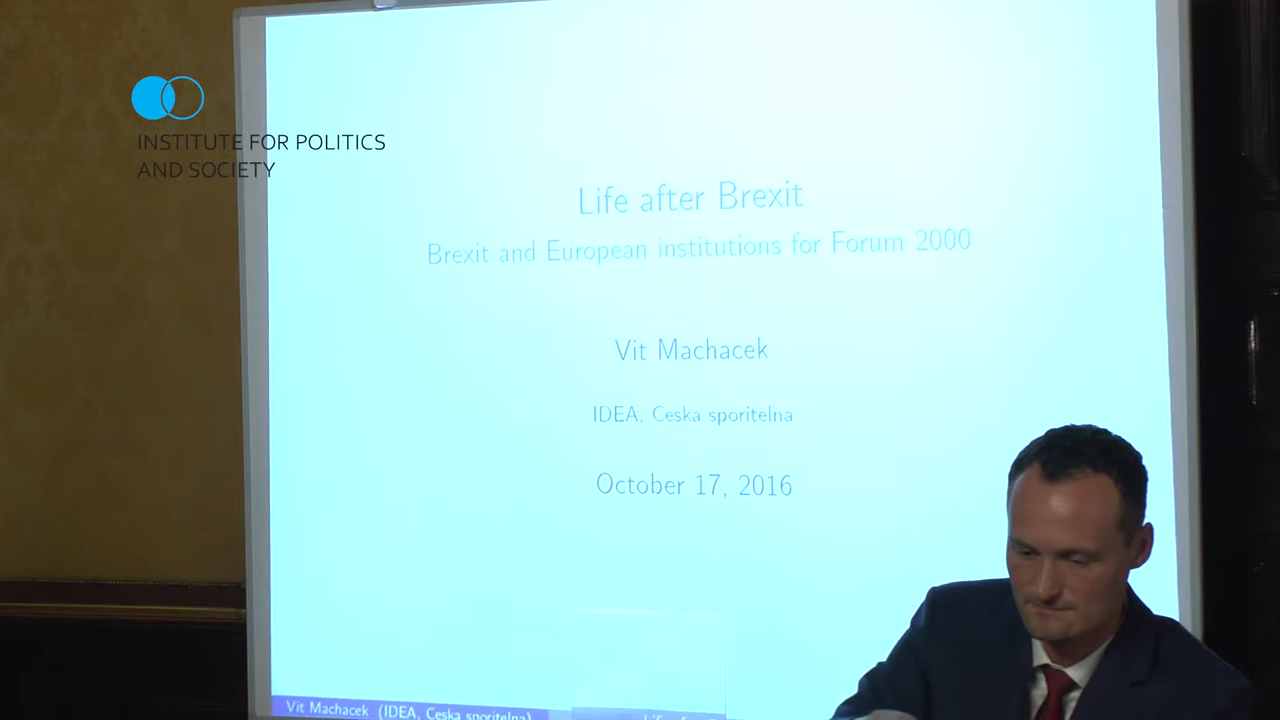 INSTITUTE FOR POLITICS
AND SOCIETY
Life after Brexit
Brexit and European institutions for Forum 2000
Vit Machacek
IDEA, Ceska sporitelna
October 17, 2016
Vit Machacek (IDEA, Ceska sporitelna)